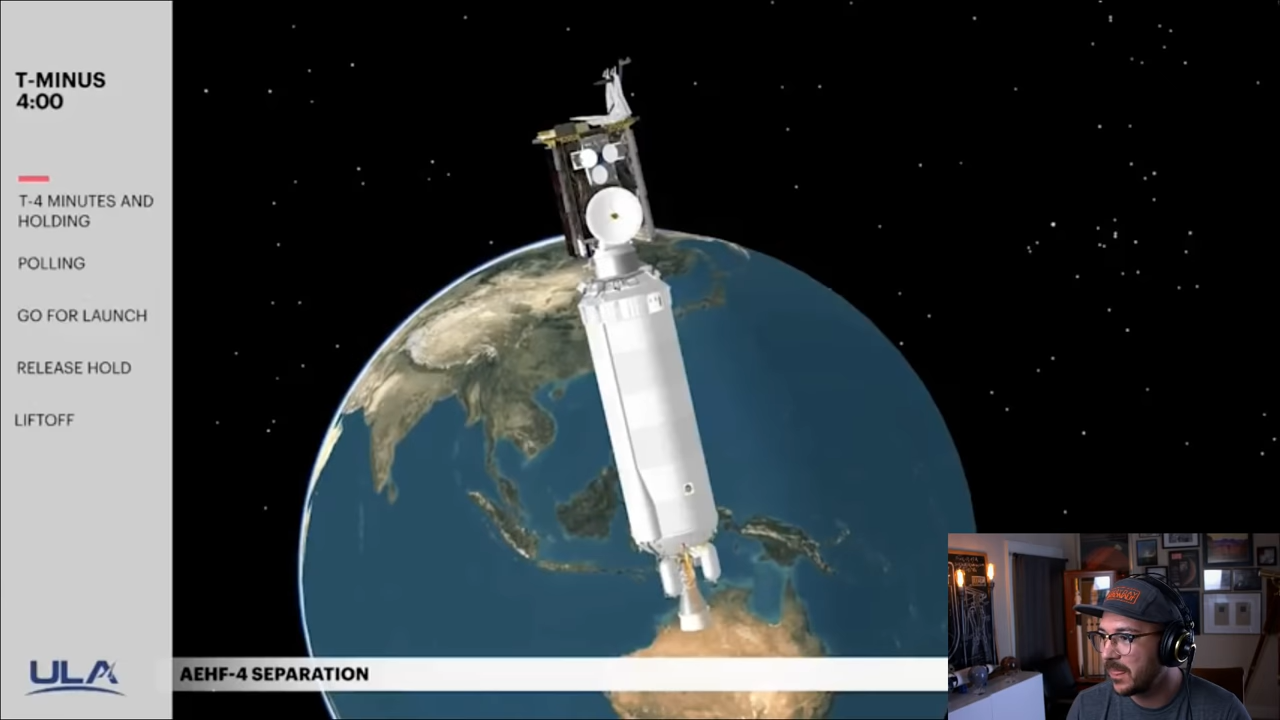 T-MINUS
4:00
T-4 MINUTES AND
HOLDING
POLLING
GO FOR LAUNCH
RELEASE HOLD
LIFTOFF
ULA
AEHF-4 SEPARATION